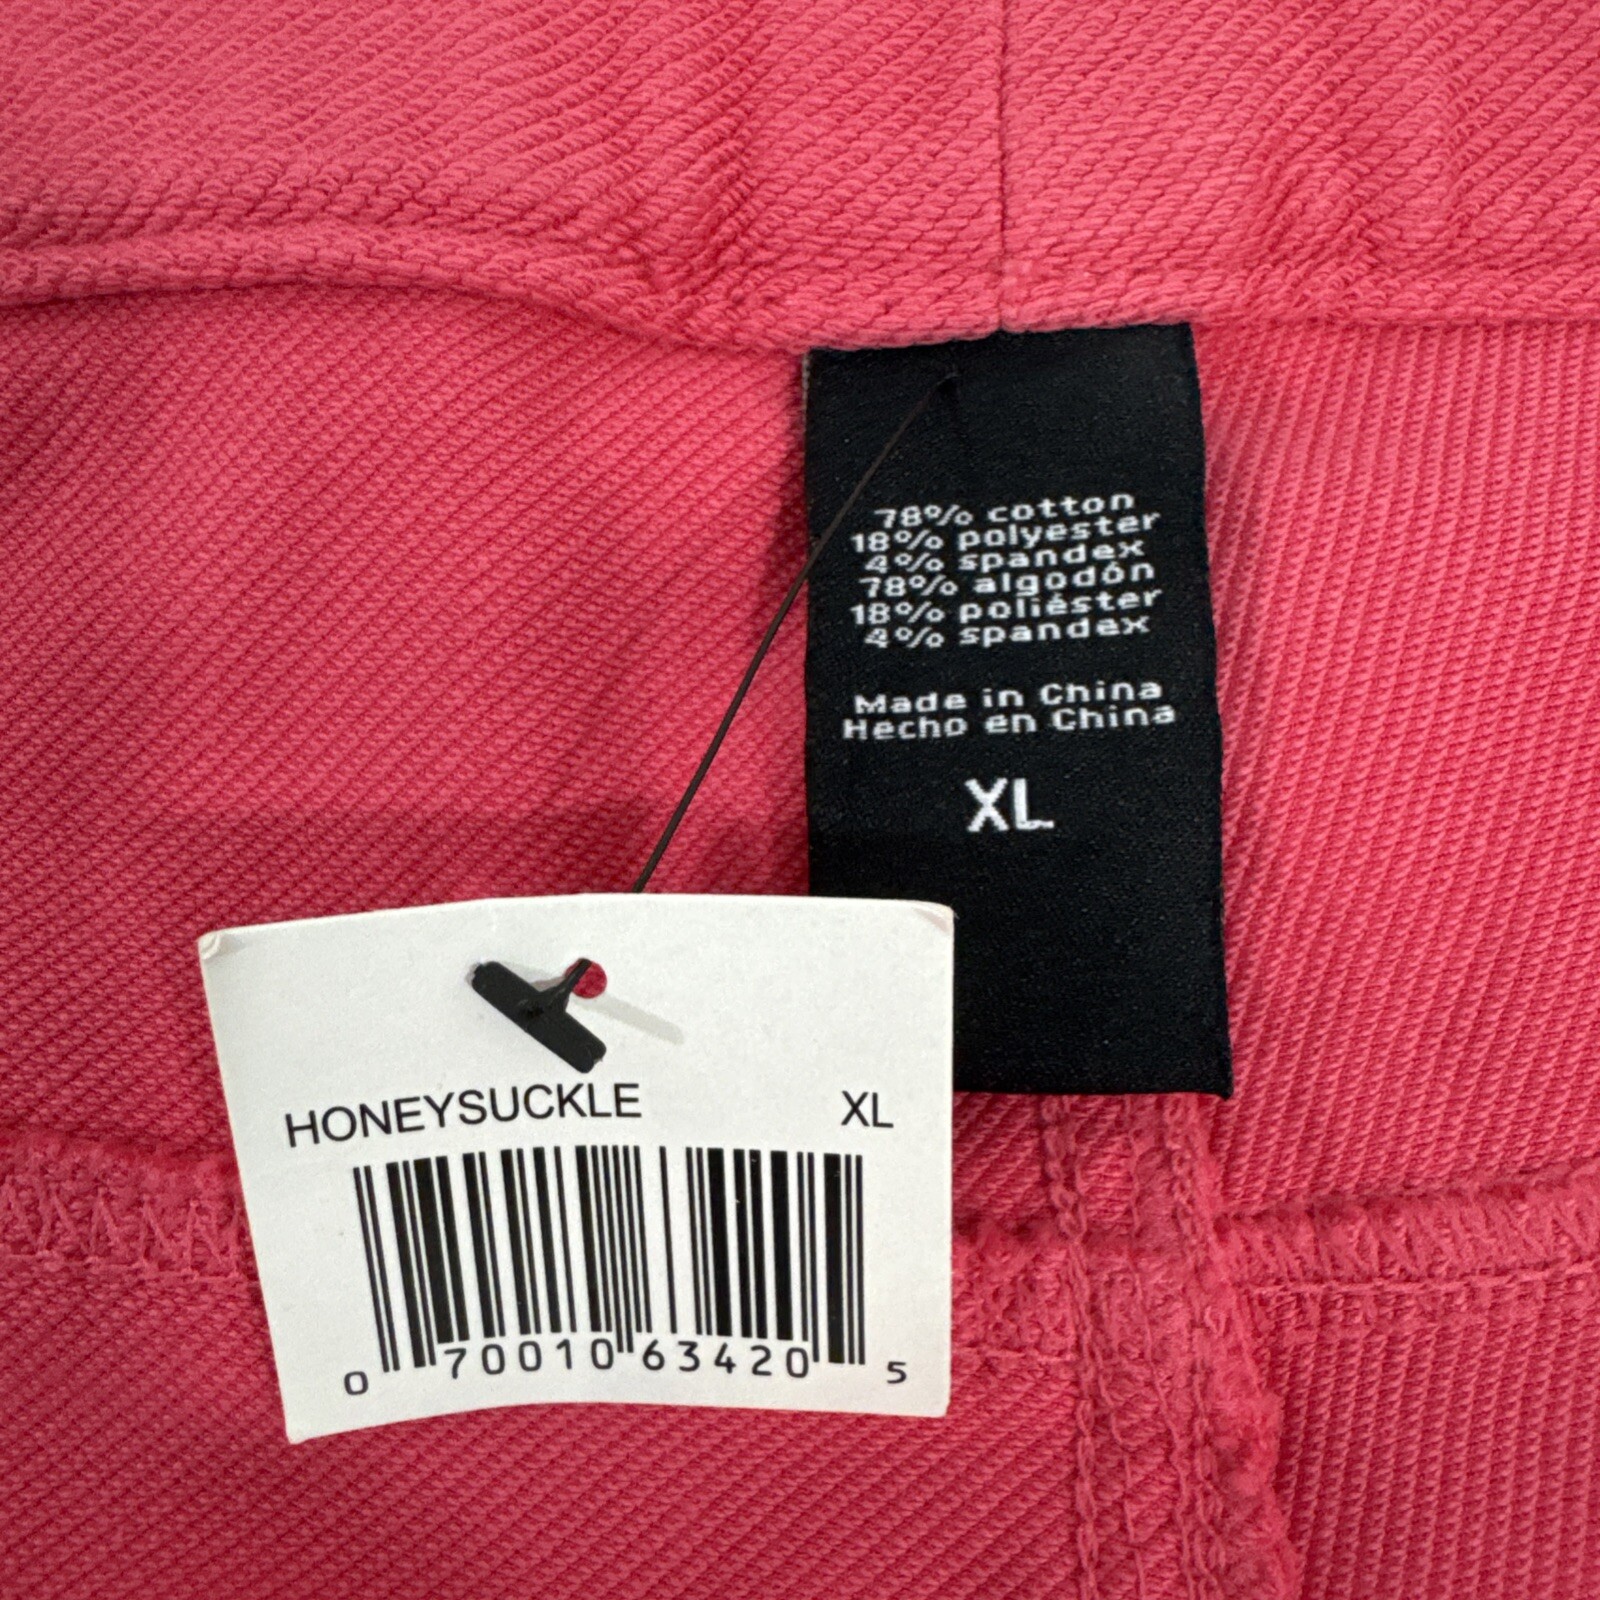 78% cotton
18% polyester
4% spandex
78% algodón
18% poliéster
4% spandex
Made in China
Hecho en China
XL
HONEYSUCKLE XL
0 70010 63420 5